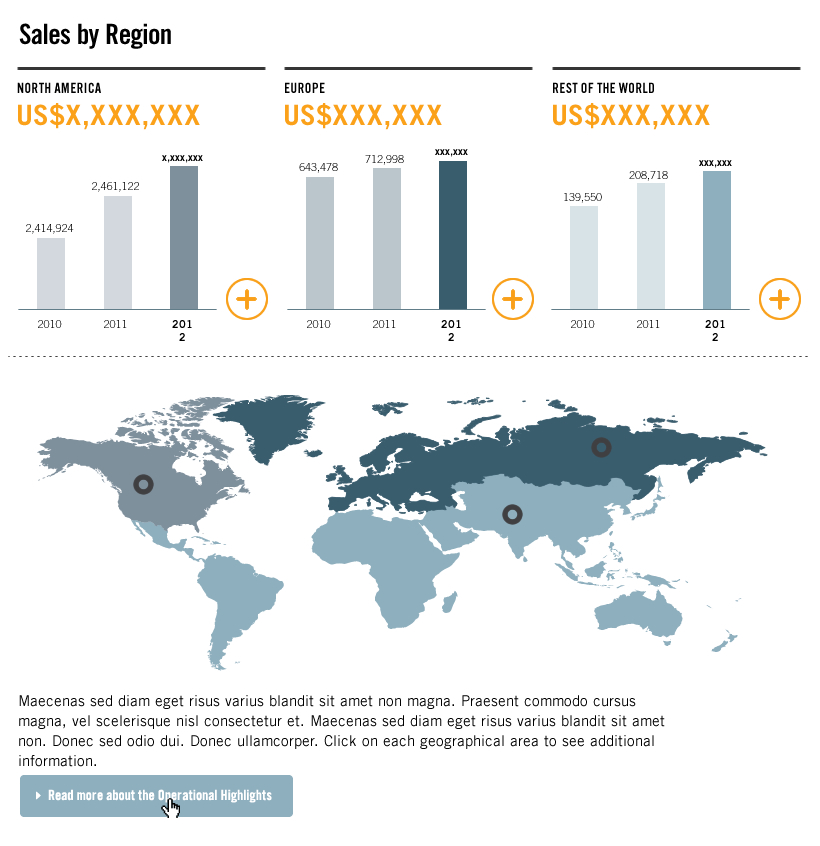 Sales by Region
NORTH AMERICA
US$X,XXX,XXX
2,414,924
2,461,122
x,xxx,xxx
2010
2011
201
2
EUROPE
US$XXX,XXX
643,478
712,998
xxx,xxx
2010
2011
201
2
REST OF THE WORLD
US$XXX,XXX
139,550
208,718
xxx,xxx
2010
2011
201
2
Maecenas sed diam eget risus varius blandit sit amet non magna. Praesent commodo cursus
magna, vel scelerisque nisl consectetur et. Maecenas sed diam eget risus varius blandit sit amet
non. Donec sed odio dui. Donec ullamcorper. Click on each geographical area to see additional
information.
Read more about the Operational Highlights